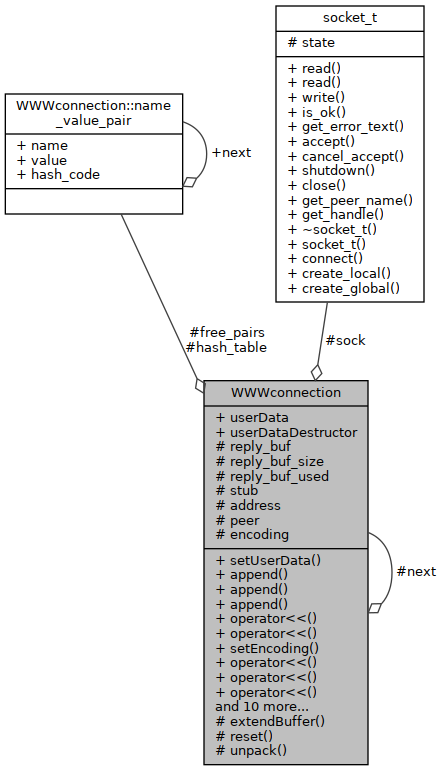 socket_t
# state
+ read()
+ read()
+ write()
+ is_ok()
+ get_error_text()
+ accept()
+ cancel_accept()
+ shutdown()
+ close()
+ get_peer_name()
+ get_handle()
+ ~socket_t()
+ socket_t()
+ connect()
+ create_local()
+ create_global()
WWWconnection::name
_value_pair
+ name
+ value
+ hash_code
+next
#free_pairs
#hash_table
#sock
WWWconnection
+ userData
+ userDataDestructor
# reply_buf
# reply_buf_size
# reply_buf_used
# stub
# address
# peer
# encoding
+ setUserData()
+ append()
+ append()
+ append()
+ operator<<()
+ operator<<()
+ setEncoding()
+ operator<<()
+ operator<<()
+ operator<<()
and 10 more...
# extendBuffer()
# reset()
# unpack()
#next